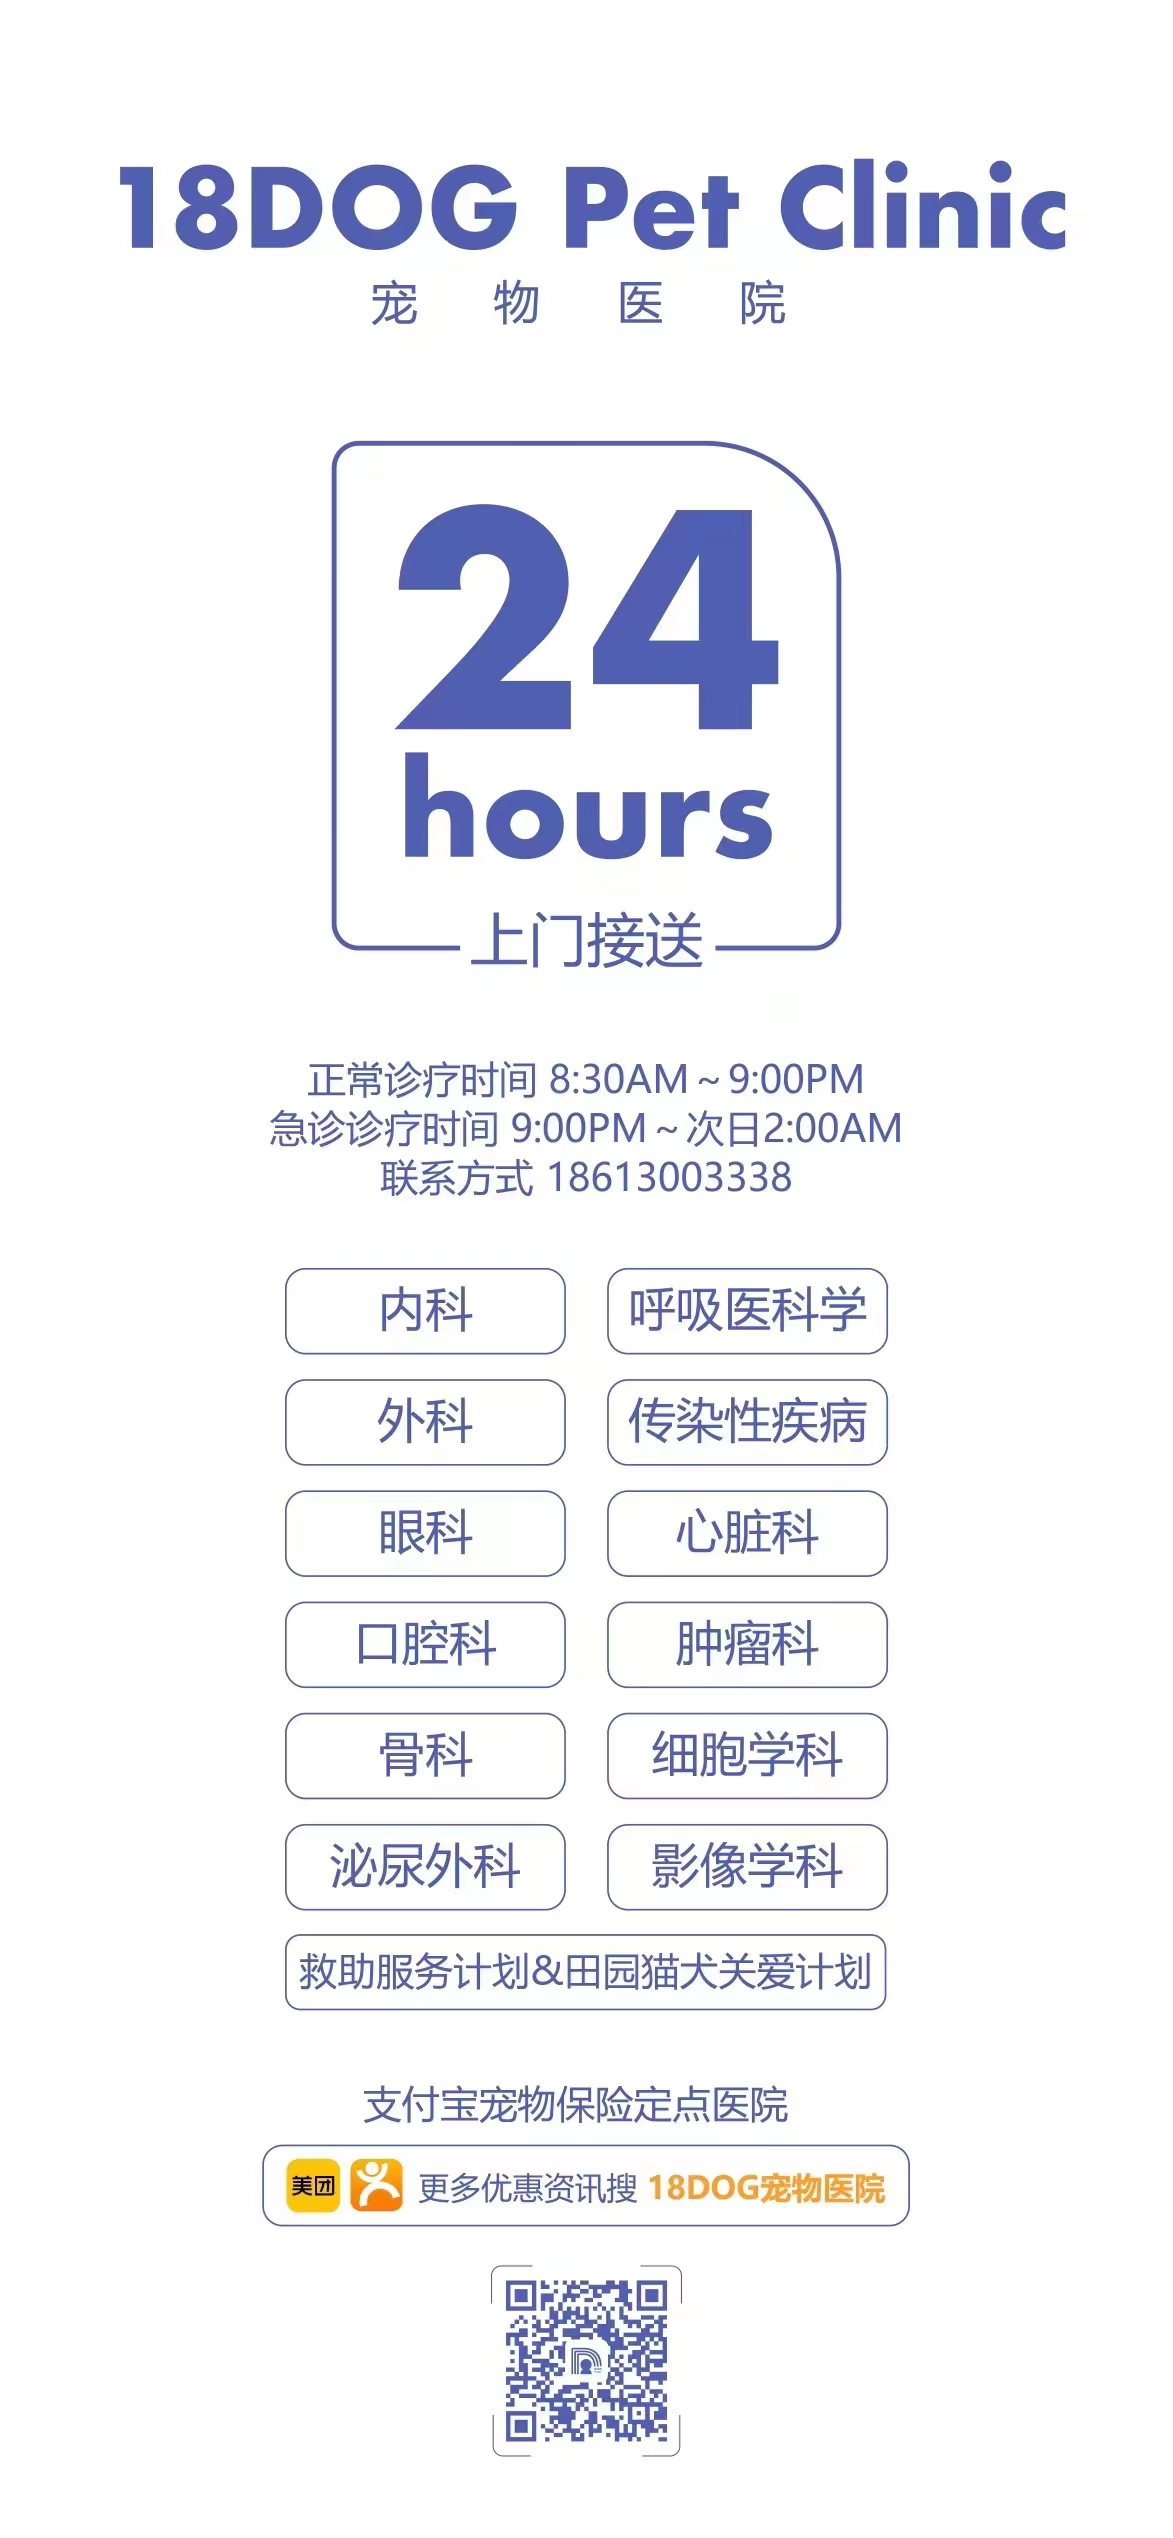 18DOG Pet Clinic
宠物医院
24
hours
上门接送
正常诊疗时间 8:30AM ~ 9:00PM
急诊诊疗时间 9:00PM ~ 次日2:00AM
联系方式 18613003338
内科
呼吸医科学
外科
传染性疾病
眼科
心脏科
口腔科
肿瘤科
骨科
细胞学科
泌尿外科
影像学科
救助服务计划&田园猫犬关爱计划
支付宝宠物保险定点医院
美团 更多优惠资讯搜 18DOG宠物医院